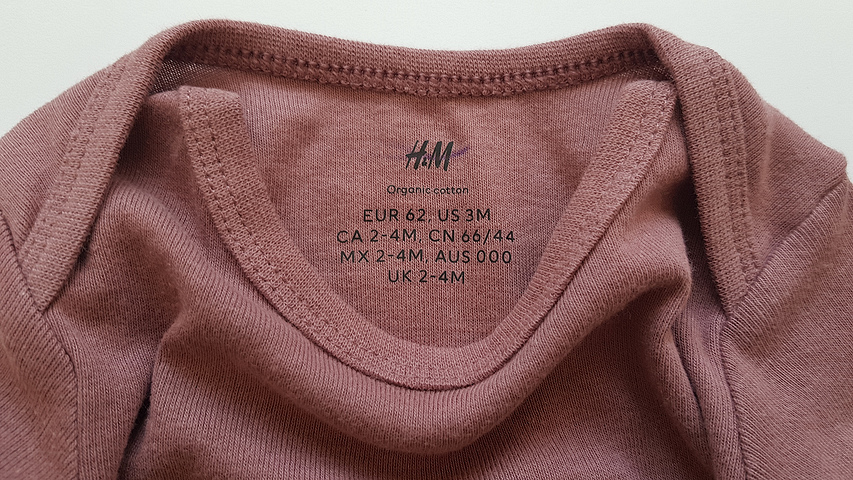 H&M
Organic cotton
EUR 62, US 3M
CA 2-4M, CN 66/44
MX 2-4M, AUS 000
UK 2-4M